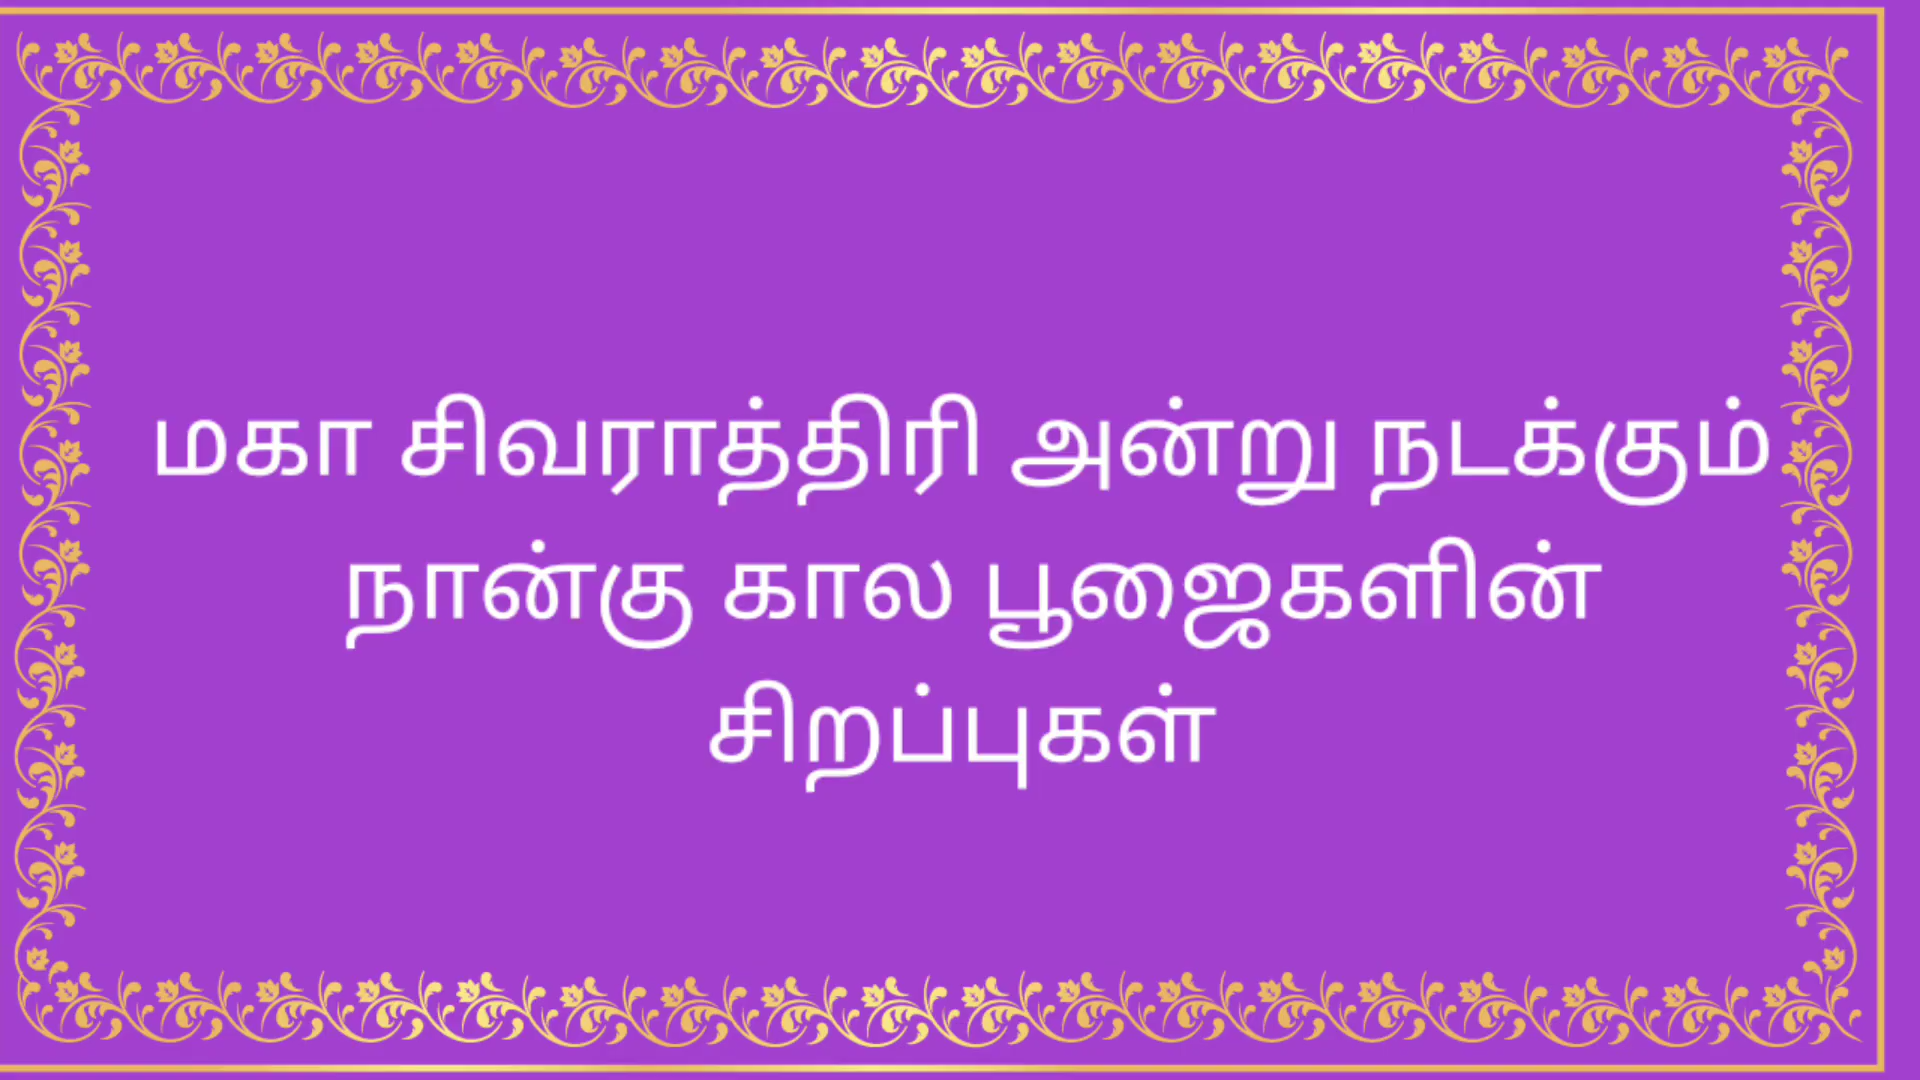 மகா சிவராத்திரி அன்று நடக்கும்
நான்கு கால பூஜைகளின்
சிறப்புகள்